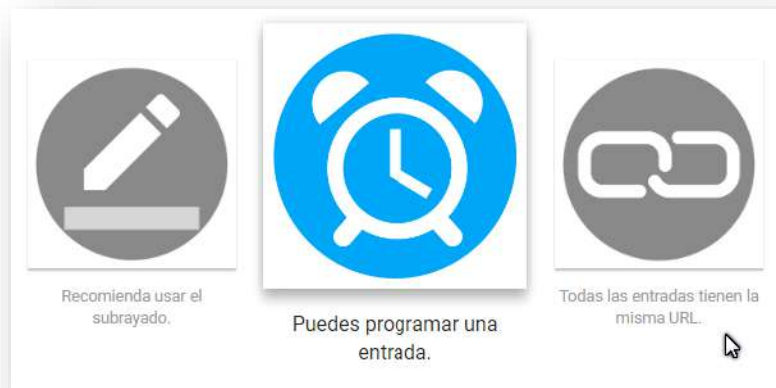 Recomienda usar el
subrayado.
Puedes programar una
entrada.
Todas las entradas tienen la
misma URL.